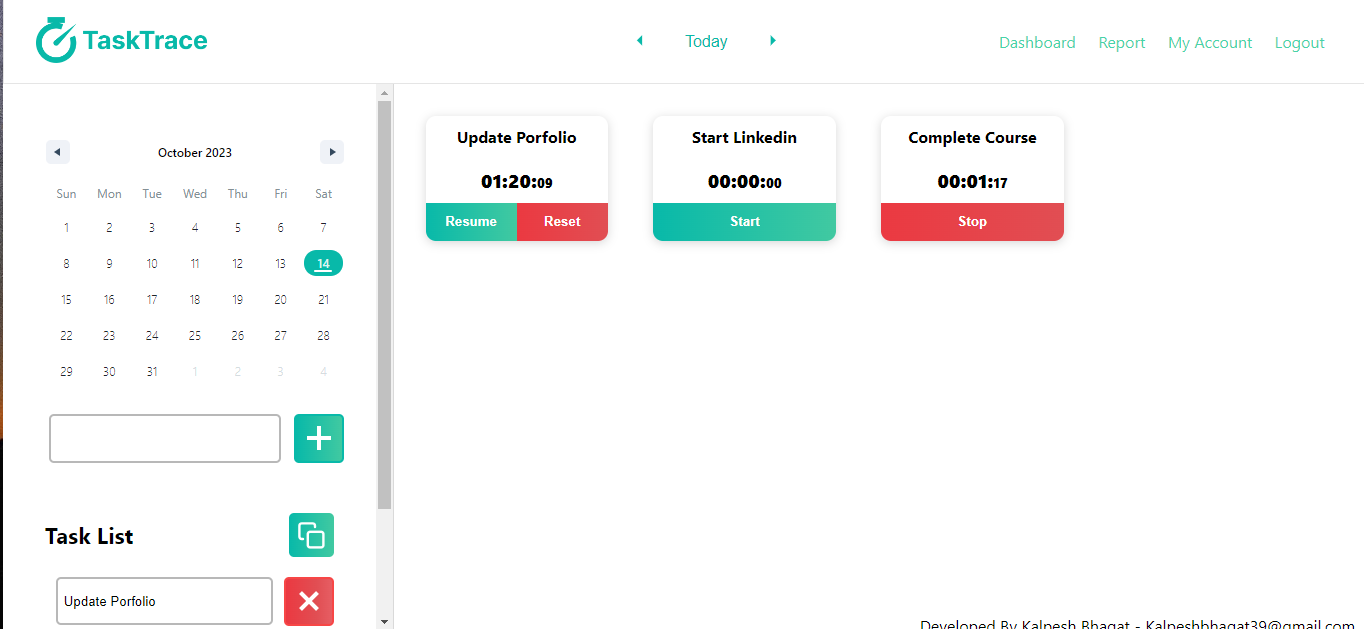 TaskTrace
Today
Dashboard Report My Account Logout
October 2023
Sun Mon Tue Wed Thu Fri Sat
1 2 3 4 5 6 7
8 9 10 11 12 13 14
15 16 17 18 19 20 21
22 23 24 25 26 27 28
29 30 31 1 2 3 4
Task List
Update Porfolio
Update Porfolio
01:20:09
Resume Reset
Start Linkedin
00:00:00
Start
Complete Course
00:01:17
Stop
Developed By Kalpesh Bhagat - Kalpeshbhagat39@gmail.com